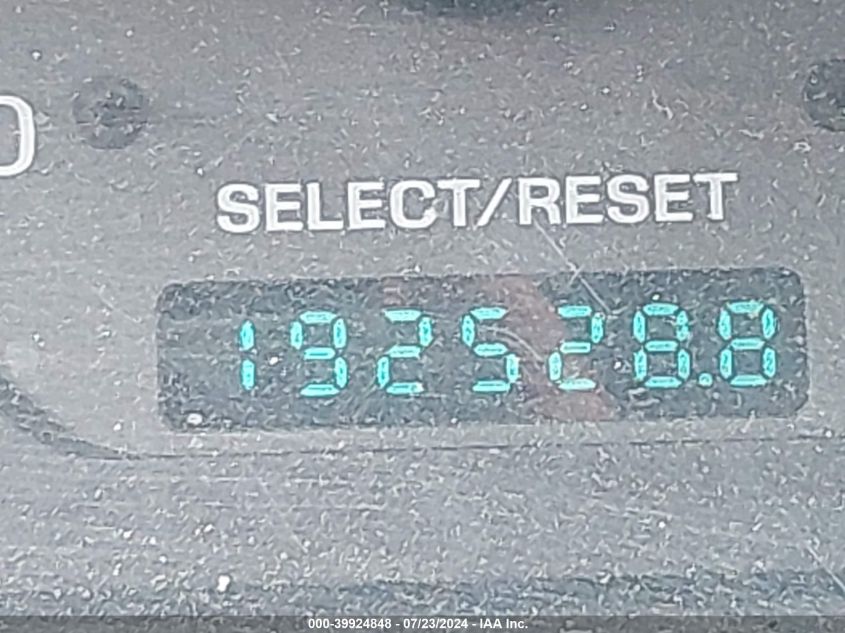 SELECT/RESET
192528.8
000-39924848 - 07/23/2024 - IAA Inc.